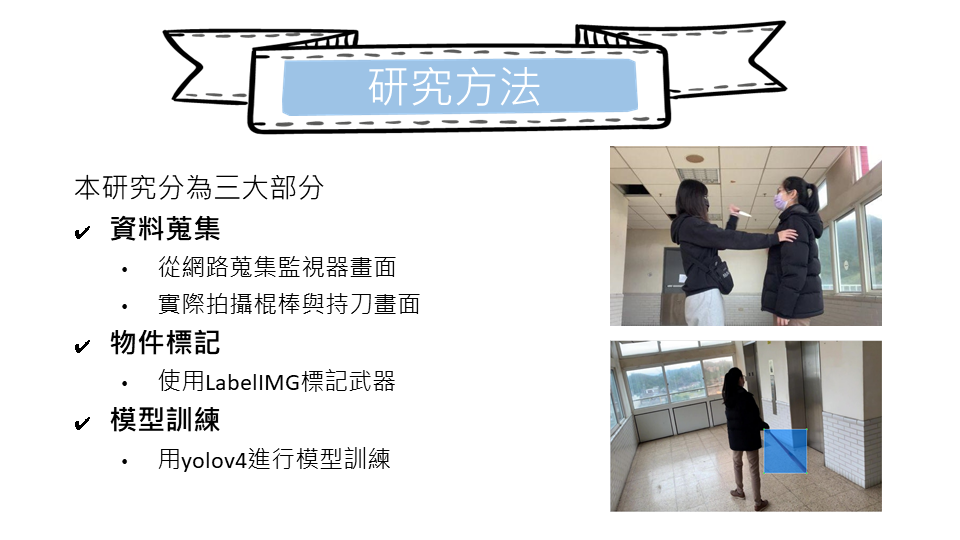 研究方法
本研究分為三大部分
✔ 資料蒐集
• 從網路蒐集監視器畫面
• 實際拍攝棍棒與持刀畫面
✔ 物件標記
• 使用LabelIMG標記武器
✔ 模型訓練
• 用yolov4進行模型訓練